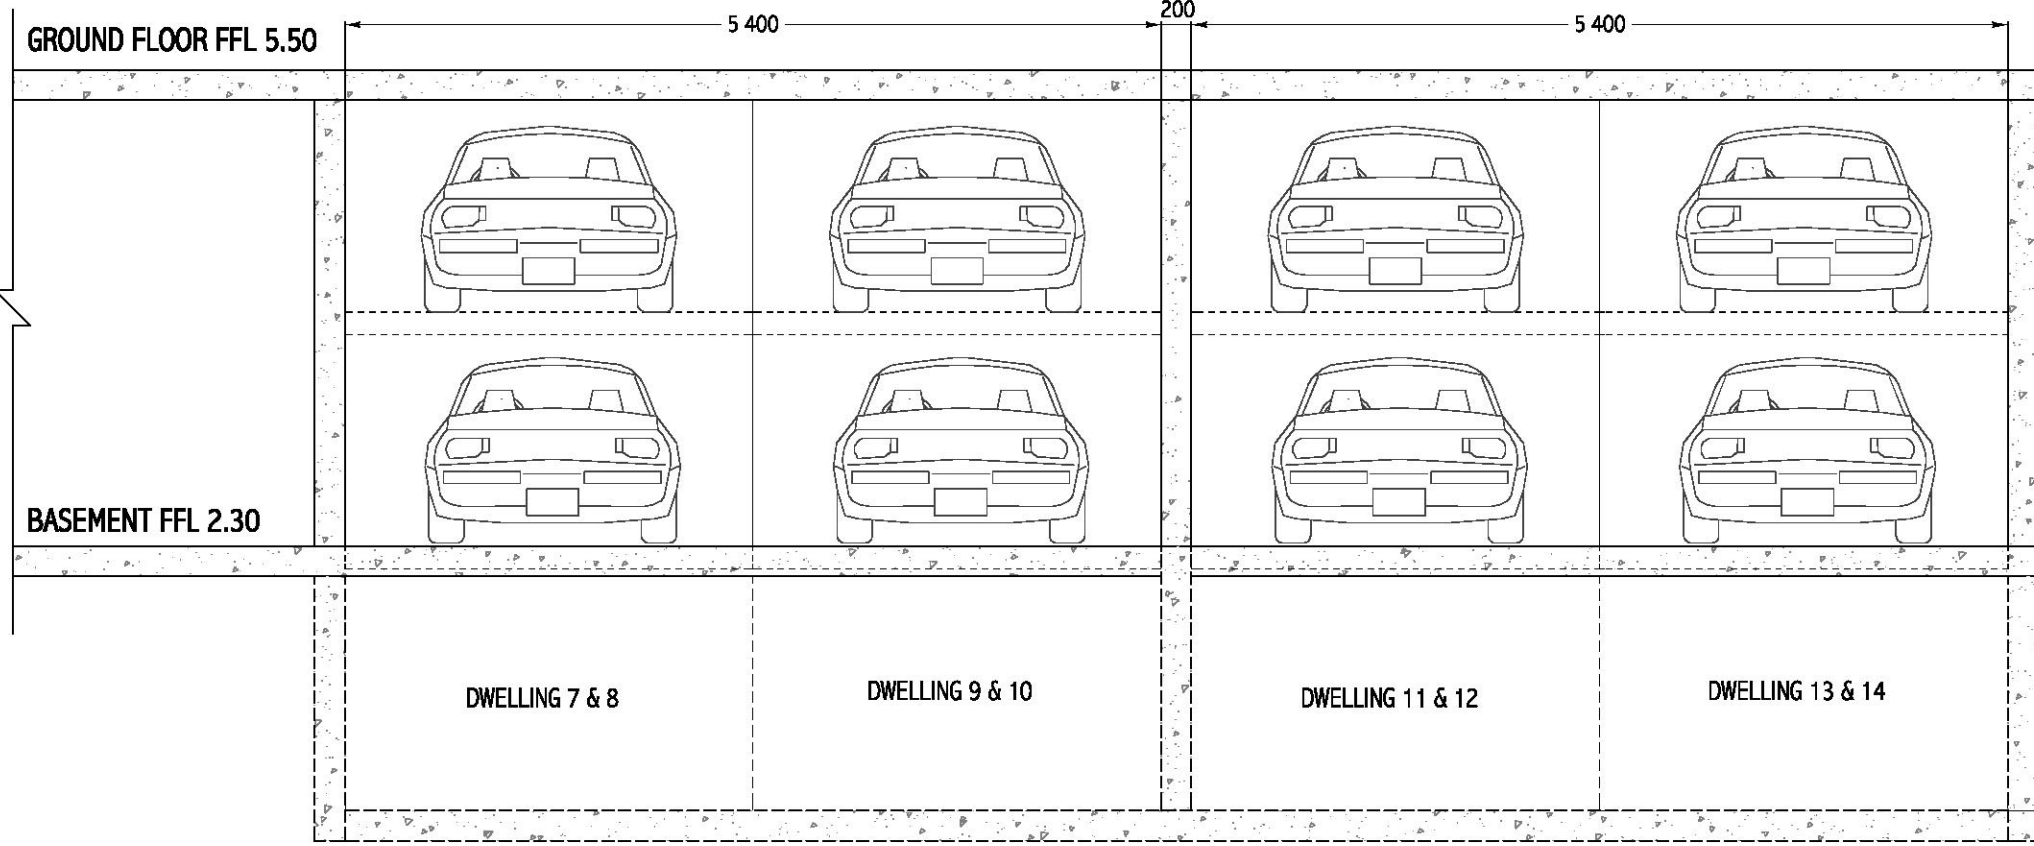 200
5 400
5 400
GROUND FLOOR FFL 5.50
BASEMENT FFL 2.30
DWELLING 7 & 8
DWELLING 9 & 10
DWELLING 11 & 12
DWELLING 13 & 14